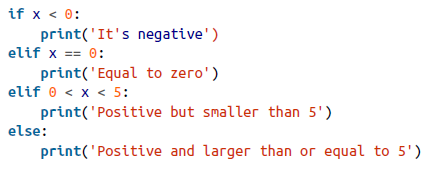 if x < 0:
    print('It's negative')
elif x == 0:
    print('Equal to zero')
elif 0 < x < 5:
    print('Positive but smaller than 5')
else:
    print('Positive and larger than or equal to 5')